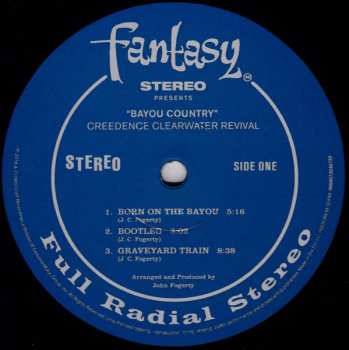 fantasy
STEREO
PRESENTS
"BAYOU COUNTRY"
CREEDENCE CLEARWATER REVIVAL
STEREO
SIDE ONE
1. BORN ON THE BAYOU 5:16
(J. C. Fogerty)
2. BOOTLEG 3:02
(J. C. Fogerty)
3. GRAVEYARD TRAIN 8:38
(J. C. Fogerty)
Arranged and Produced by
John Fogerty
Full Radial Stereo